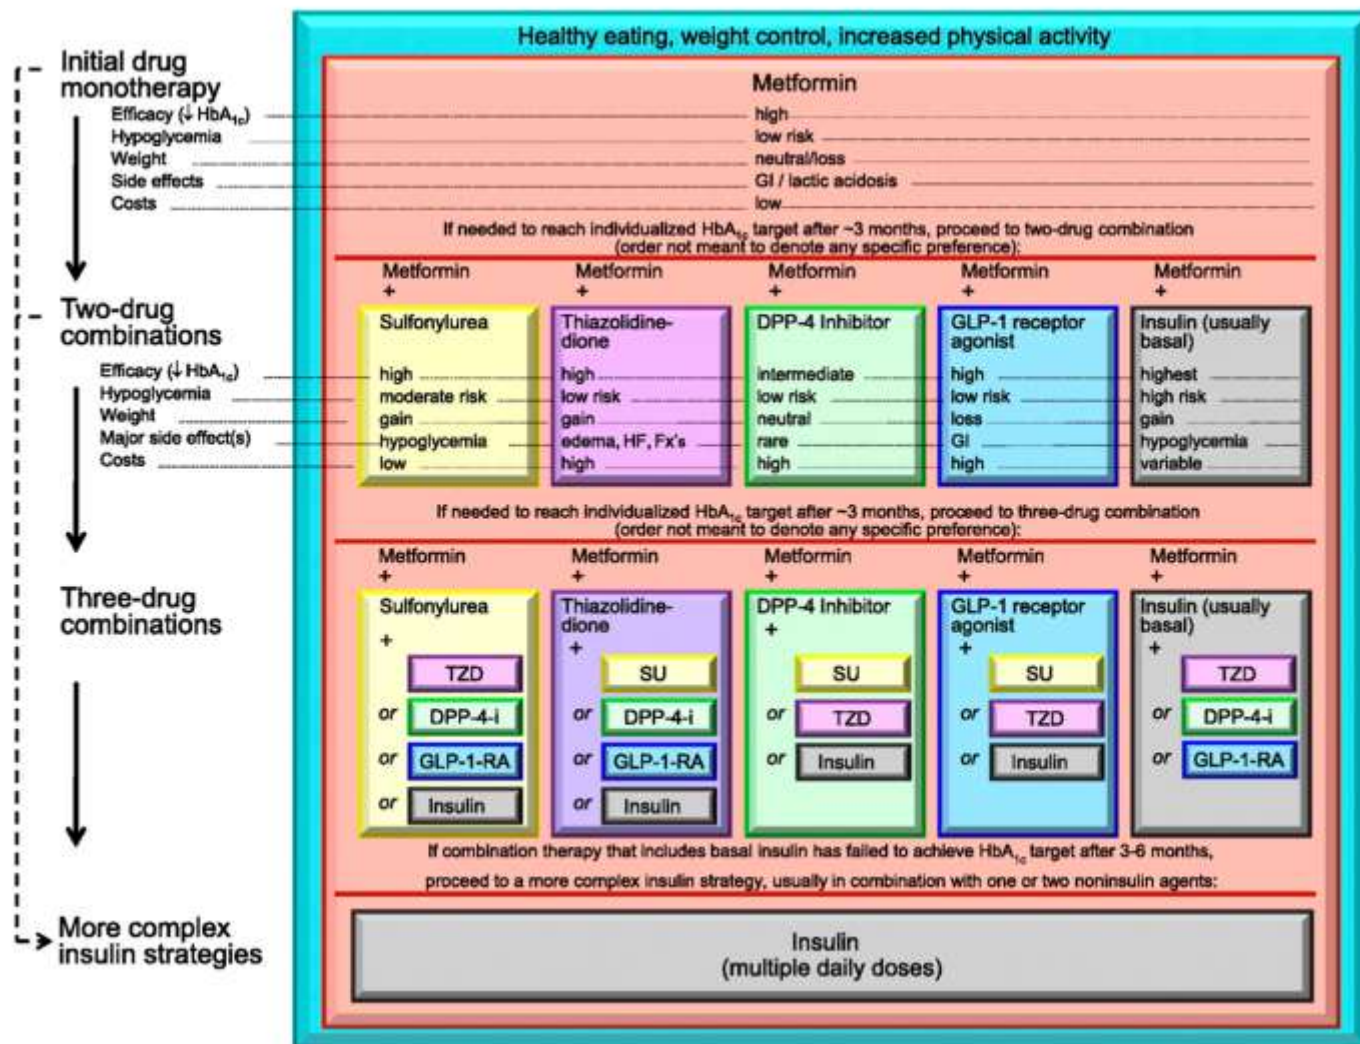 Healthy eating, weight control, increased physical activity
Initial drug
monotherapy
Metformin
Efficacy (↓ HbA1c) high
Hypoglycemia low risk
Weight neutral/loss
Side effects GI / lactic acidosis
Costs low
If needed to reach individualized HbA1c target after ~3 months, proceed to two-drug combination
(order not meant to denote any specific preference):
Metformin + Metformin + Metformin + Metformin + Metformin +
Two-drug
combinations
Sulfonylurea
Thiazolidine-
dione
DPP-4 Inhibitor
GLP-1 receptor
agonist
Insulin (usually
basal)
Efficacy (↓ HbA1c) high high intermediate high highest
Hypoglycemia moderate risk low risk low risk low risk high risk
Weight gain gain neutral loss gain
Major side effect(s) hypoglycemia edema, HF, Fx's rare GI hypoglycemia
Costs low high high high variable
If needed to reach individualized HbA1c target after ~3 months, proceed to three-drug combination
(order not meant to denote any specific preference):
Three-drug
combinations
Metformin
+
Sulfonylurea
+
TZD
or DPP-4-i
or GLP-1-RA
or Insulin
Metformin
+
Thiazolidine-
dione
+
SU
or DPP-4-i
or GLP-1-RA
or Insulin
Metformin
+
DPP-4 Inhibitor
+
SU
or TZD
or Insulin
Metformin
+
GLP-1 receptor
agonist
+
SU
or TZD
or Insulin
Metformin
+
Insulin (usually
basal)
+
TZD
or DPP-4-i
or GLP-1-RA
If combination therapy that includes basal insulin has failed to achieve HbA1c target after 3-6 months,
proceed to a more complex insulin strategy, usually in combination with one or two noninsulin agents:
More complex
insulin strategies
Insulin
(multiple daily doses)